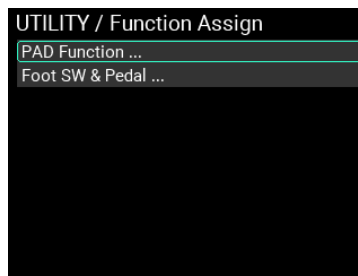 UTILITY / Function Assign
PAD Function ...
Foot SW & Pedal ...